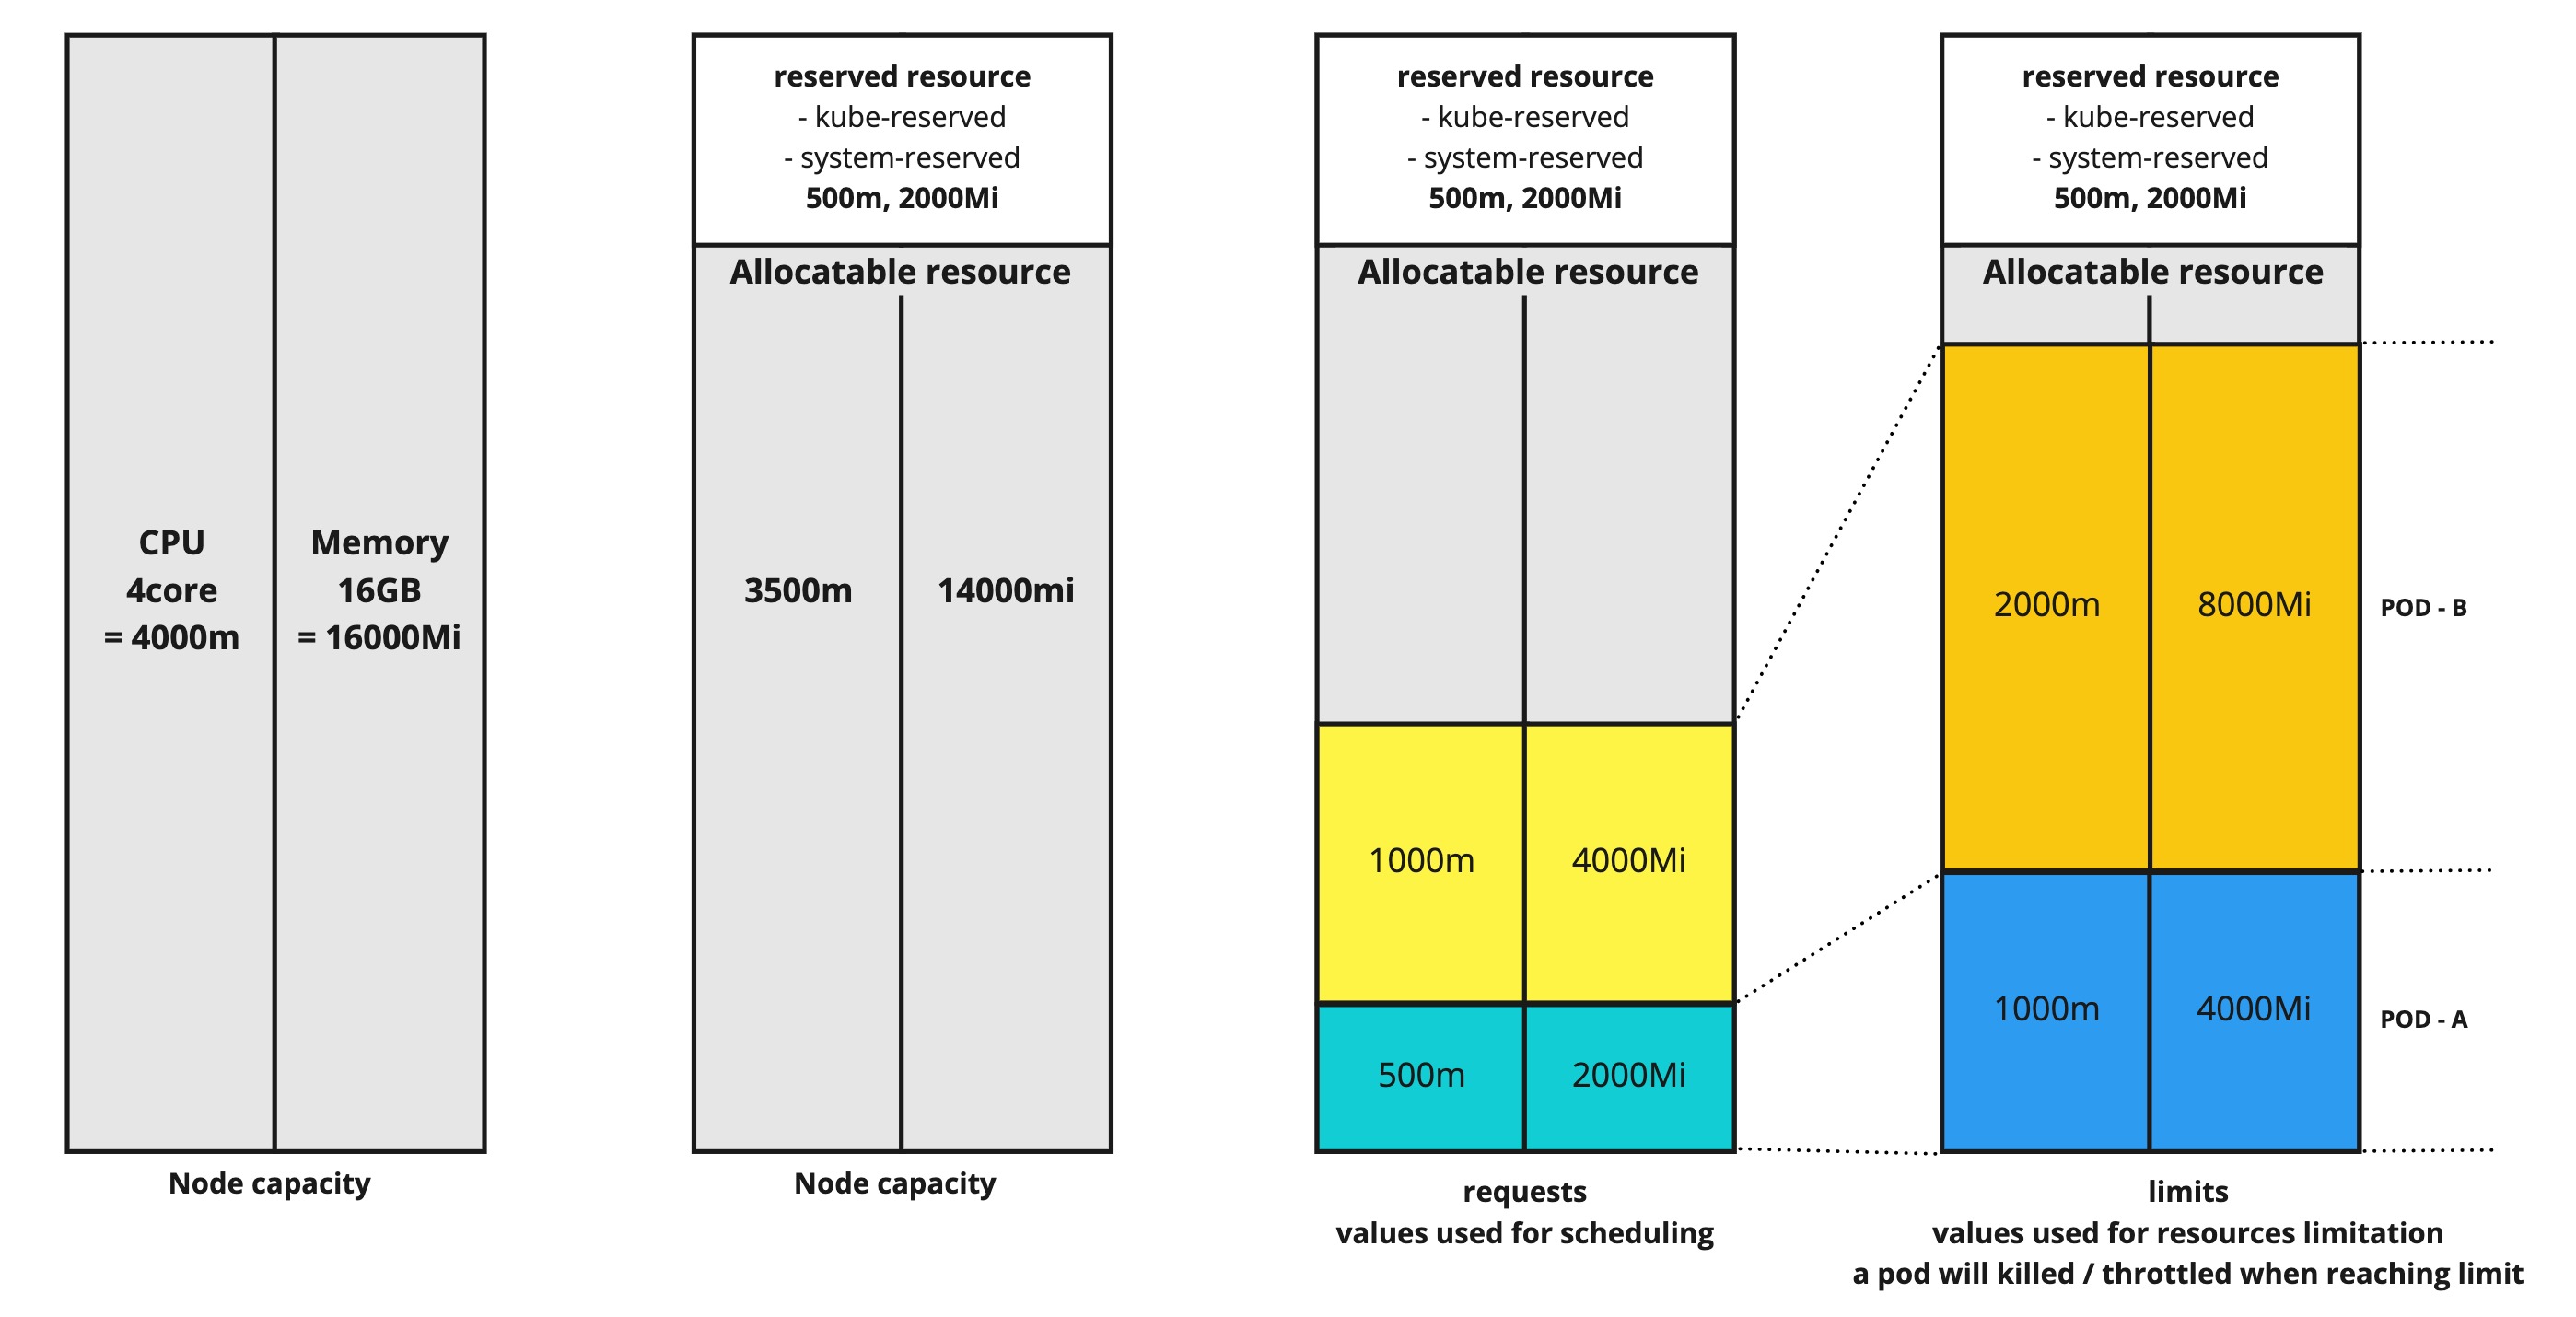 CPU
4core
= 4000m
Memory
16GB
= 16000Mi
Node capacity
reserved resource
- kube-reserved
- system-reserved
500m, 2000Mi
Allocatable resource
3500m
14000mi
Node capacity
reserved resource
- kube-reserved
- system-reserved
500m, 2000Mi
Allocatable resource
1000m
4000Mi
500m
2000Mi
requests
values used for scheduling
reserved resource
- kube-reserved
- system-reserved
500m, 2000Mi
Allocatable resource
2000m
8000Mi
POD - B
1000m
4000Mi
POD - A
limits
values used for resources limitation
a pod will killed / throttled when reaching limit